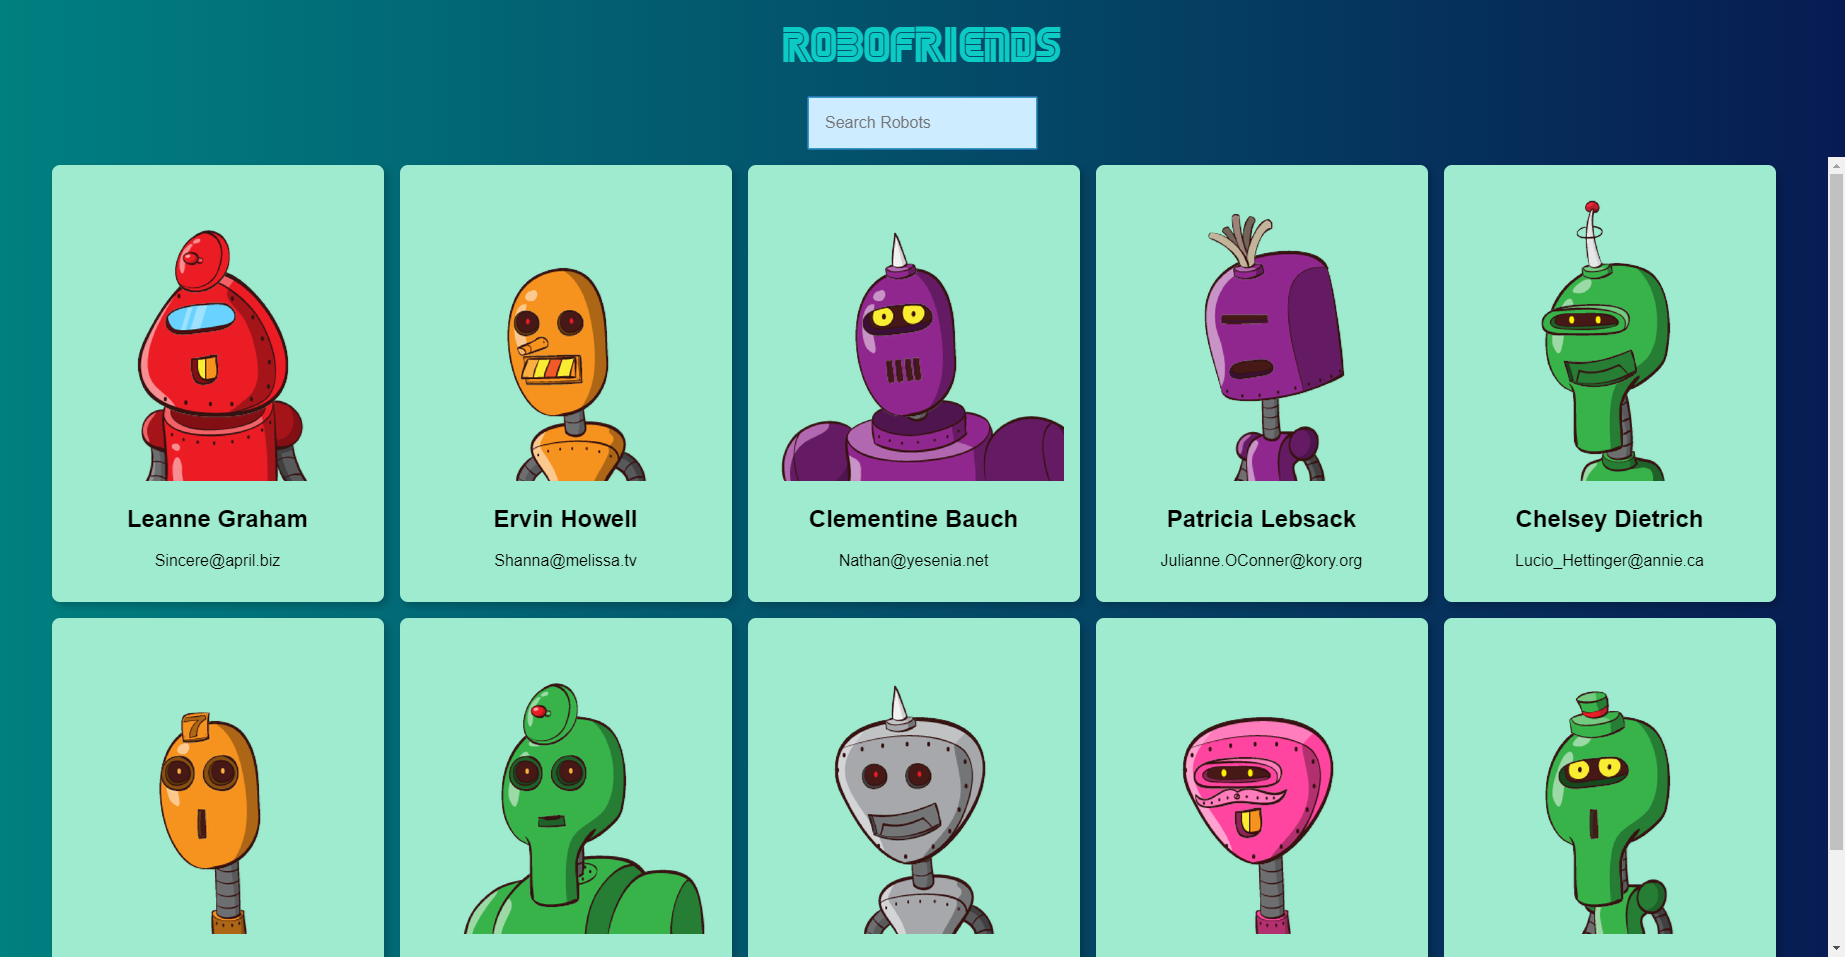 ROBOFRIENDS
Search Robots
Leanne Graham
Sincere@april.biz
Ervin Howell
Shanna@melissa.tv
Clementine Bauch
Nathan@yesenia.net
Patricia Lebsack
Julianne.OConner@kory.org
Chelsey Dietrich
Lucio_Hettinger@annie.ca
7